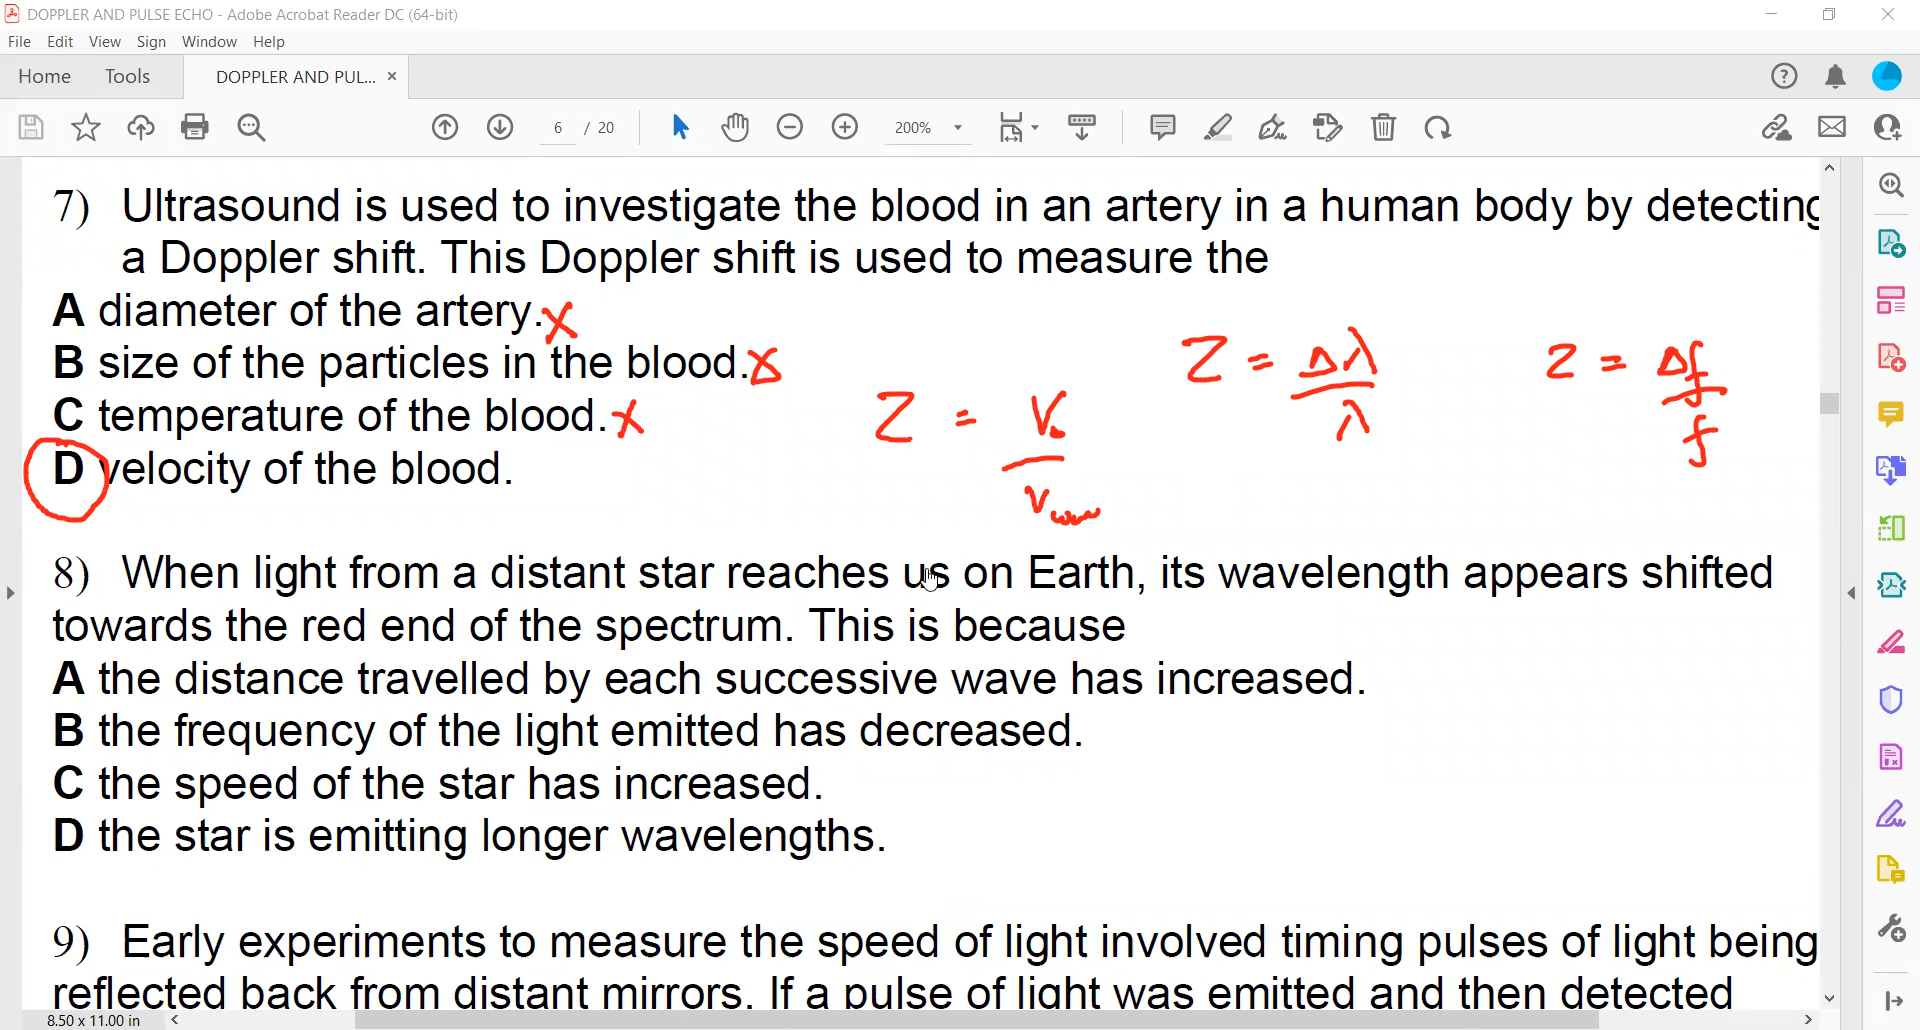 DOPPLER AND PULSE ECHO - Adobe Acrobat Reader DC (64-bit)
File Edit View Sign Window Help
Home Tools DOPPLER AND PUL... ×
6 / 20 200%
7) Ultrasound is used to investigate the blood in an artery in a human body by detecting
a Doppler shift. This Doppler shift is used to measure the
A diameter of the artery. x
B size of the particles in the blood. x
C temperature of the blood. x
D velocity of the blood.
Z = v / v
Z = Δλ / λ
Z = Δf / f
8) When light from a distant star reaches us on Earth, its wavelength appears shifted
towards the red end of the spectrum. This is because
A the distance travelled by each successive wave has increased.
B the frequency of the light emitted has decreased.
C the speed of the star has increased.
D the star is emitting longer wavelengths.
9) Early experiments to measure the speed of light involved timing pulses of light being
reflected back from distant mirrors. If a pulse of light was emitted and then detected
8.50 x 11.00 in